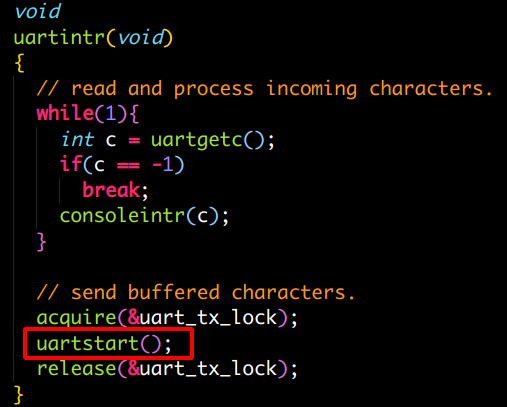 void
uartintr(void)
{
  // read and process incoming characters.
  while(1){
    int c = uartgetc();
    if(c == -1)
      break;
    consoleintr(c);
  }

  // send buffered characters.
  acquire(&uart_tx_lock);
  uartstart();
  release(&uart_tx_lock);
}